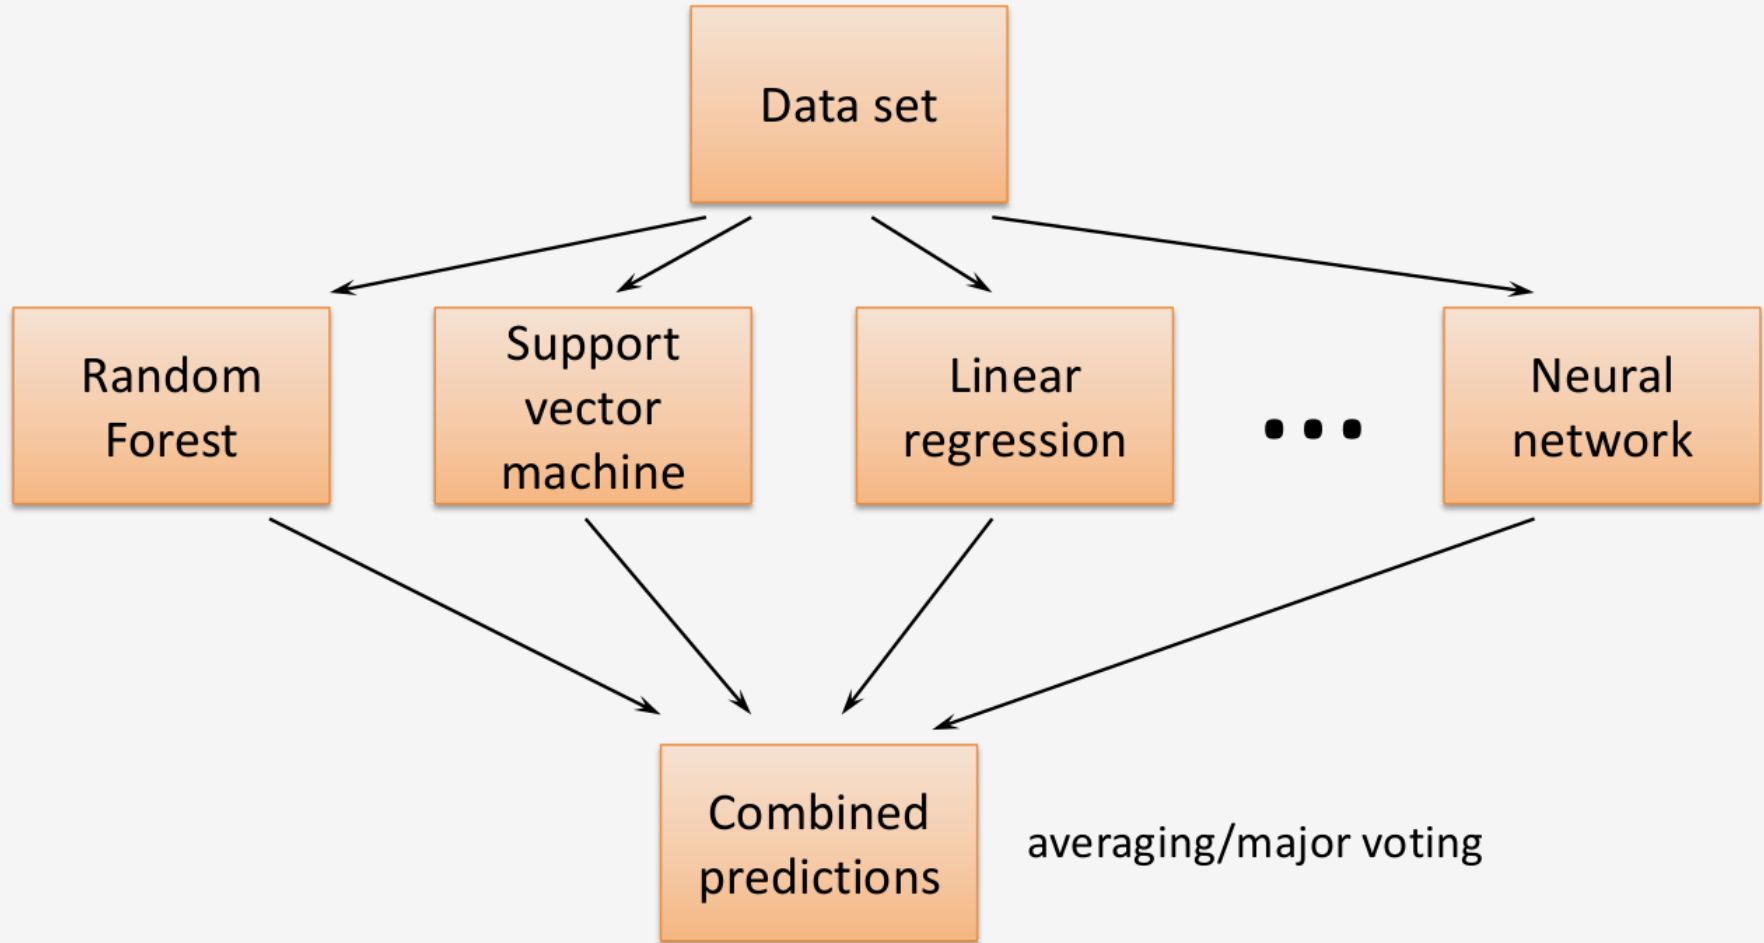 Data set
Random
Forest
Support
vector
machine
Linear
regression
...
Neural
network
Combined
predictions
averaging/major voting